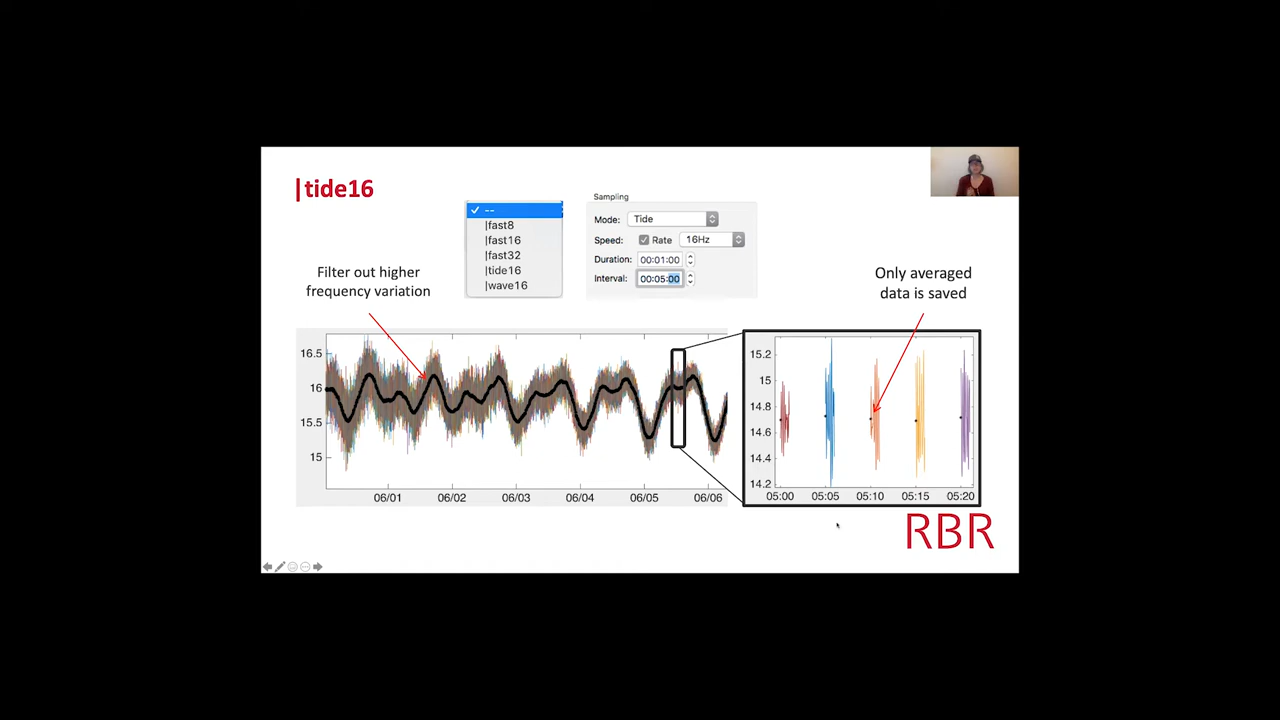 |tide16
✓ --
|fast8
|fast16
|fast32
|tide16
|wave16
Sampling
Mode: Tide
Speed: Rate 16Hz
Duration: 00:01:00
Interval: 00:05:00
Filter out higher
frequency variation
Only averaged
data is saved
16.5
16
15.5
15
06/01 06/02 06/03 06/04 06/05 06/06
15.2
15
14.8
14.6
14.4
14.2
05:00 05:05 05:10 05:15 05:20
RBR